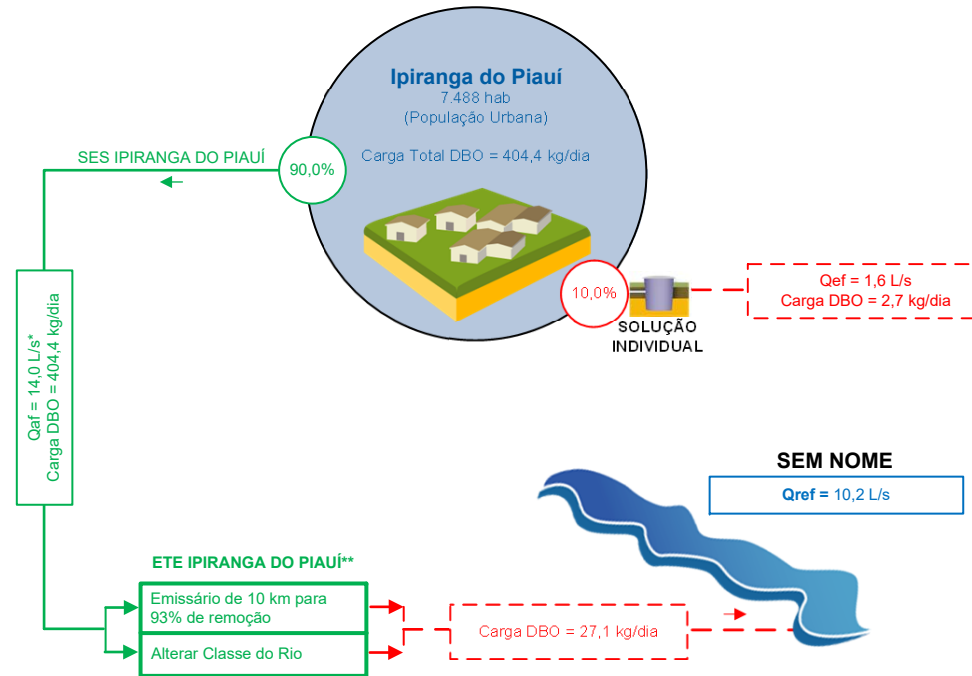 Ipiranga do Piauí
7.488 hab
(População Urbana)
Carga Total DBO = 404,4 kg/dia
SES IPIRANGA DO PIAUÍ
90,0%
10,0%
SOLUÇÃO
INDIVIDUAL
Qef = 1,6 L/s
Carga DBO = 2,7 kg/dia
Qaf = 14,0 L/s*
Carga DBO = 404,4 kg/dia
SEM NOME
Qref = 10,2 L/s
ETE IPIRANGA DO PIAUÍ**
Emissário de 10 km para
93% de remoção
Alterar Classe do Rio
Carga DBO = 27,1 kg/dia